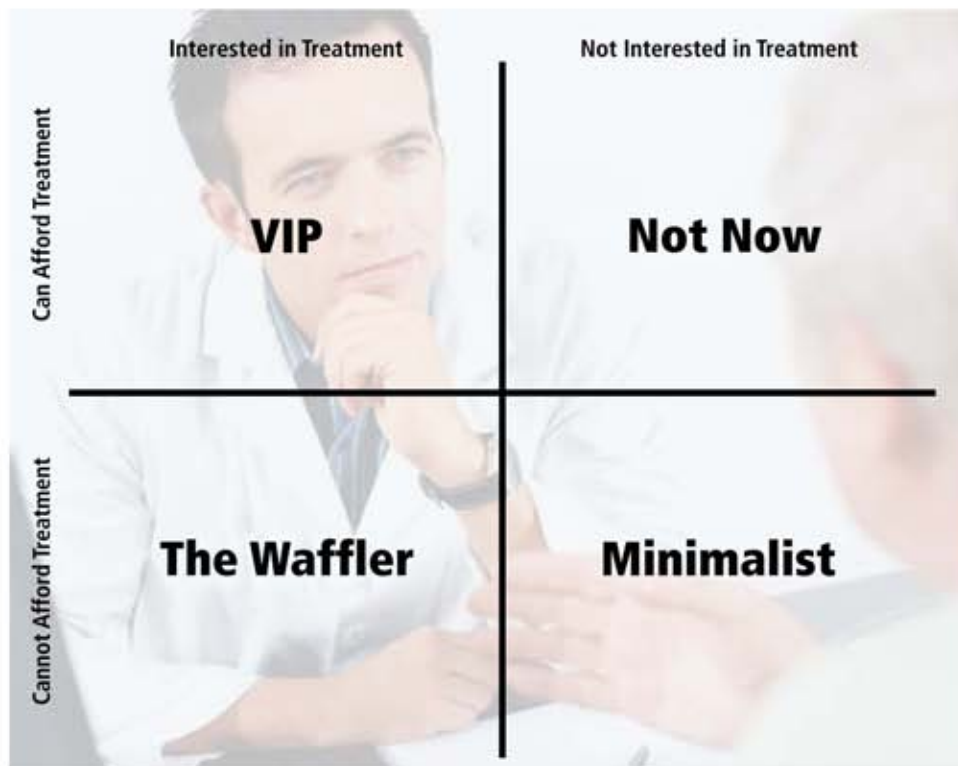 Interested in Treatment
Not Interested in Treatment
Can Afford Treatment
VIP
Not Now
Cannot Afford Treatment
The Waffler
Minimalist